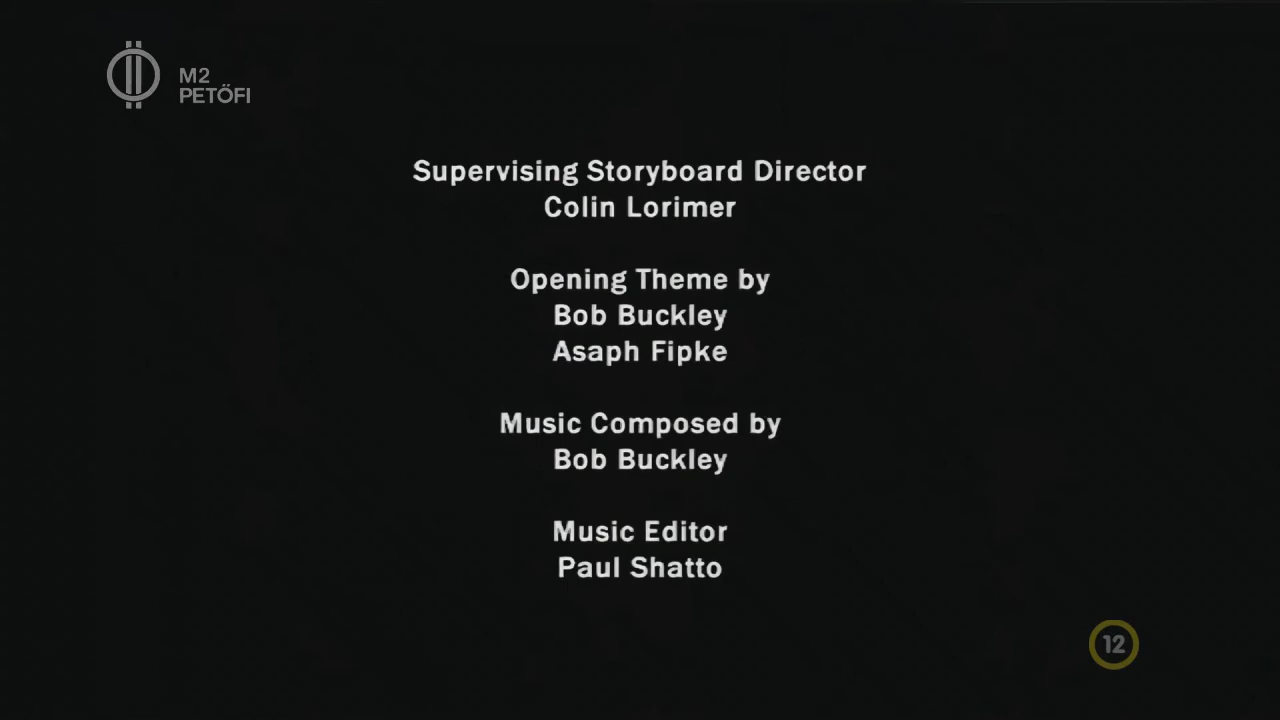 M2
PETŐFI
Supervising Storyboard Director
Colin Lorimer
Opening Theme by
Bob Buckley
Asaph Fipke
Music Composed by
Bob Buckley
Music Editor
Paul Shatto
12